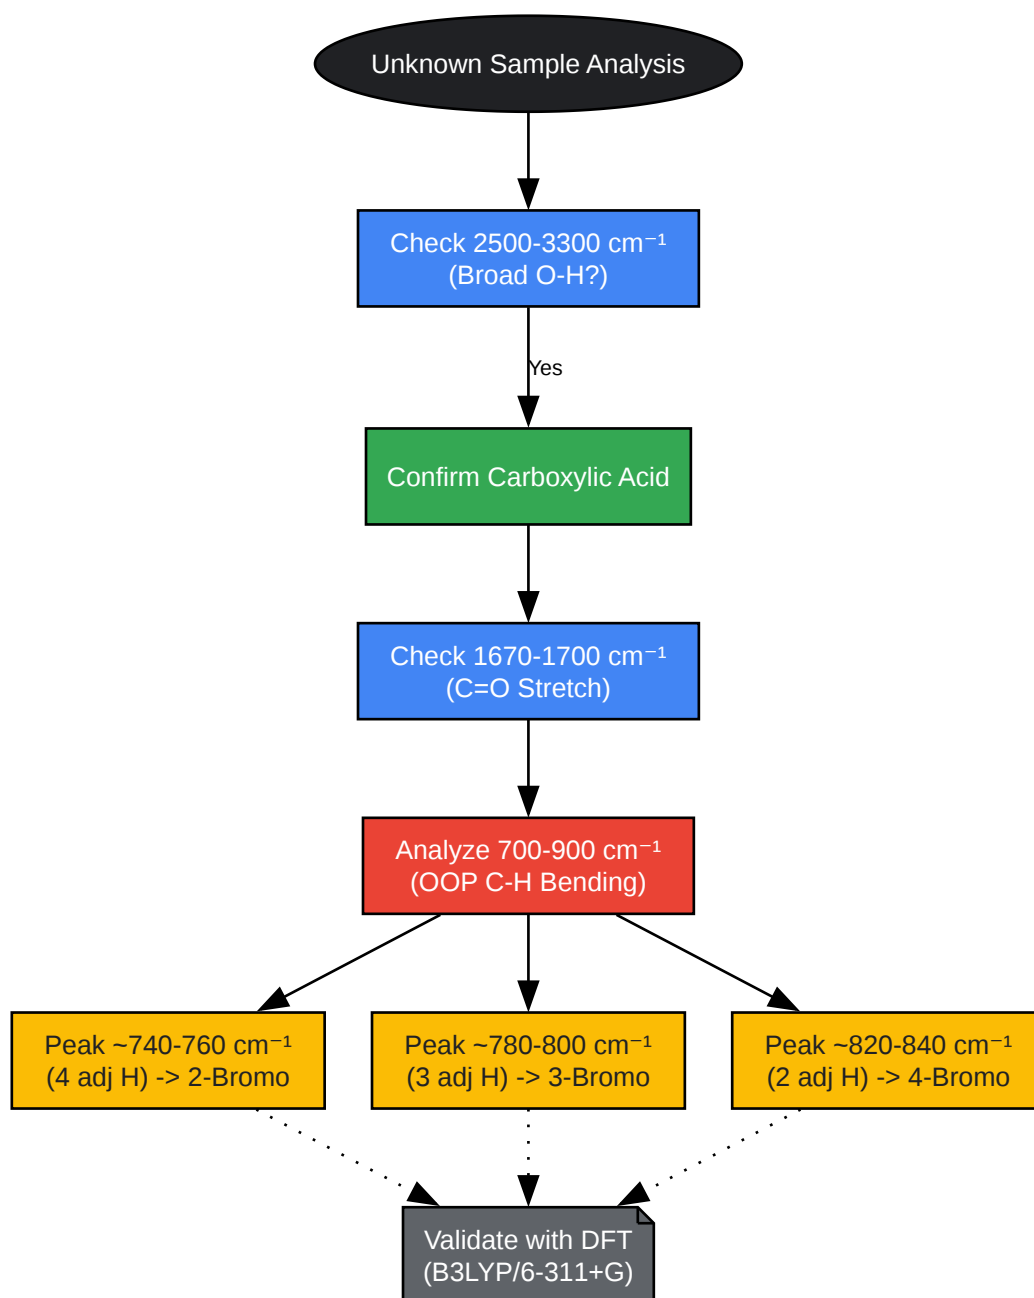 Unknown Sample Analysis
Check 2500-3300 cm⁻¹
(Broad O-H?)
Yes
Confirm Carboxylic Acid
Check 1670-1700 cm⁻¹
(C=O Stretch)
Analyze 700-900 cm⁻¹
(OOP C-H Bending)
Peak ~740-760 cm⁻¹
(4 adj H) -> 2-Bromo
Peak ~780-800 cm⁻¹
(3 adj H) -> 3-Bromo
Peak ~820-840 cm⁻¹
(2 adj H) -> 4-Bromo
Validate with DFT
(B3LYP/6-311+G)